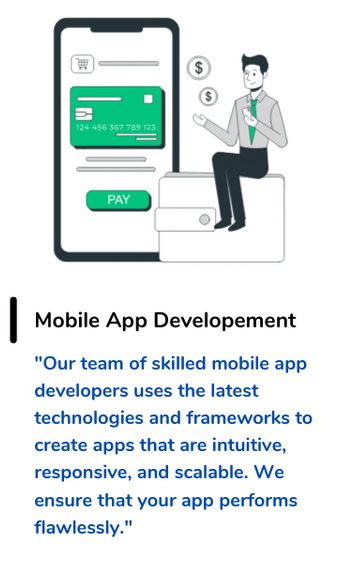 $
$
124 456 367 789 123
PAY
Mobile App Developement
"Our team of skilled mobile app
developers uses the latest
technologies and frameworks to
create apps that are intuitive,
responsive, and scalable. We
ensure that your app performs
flawlessly."